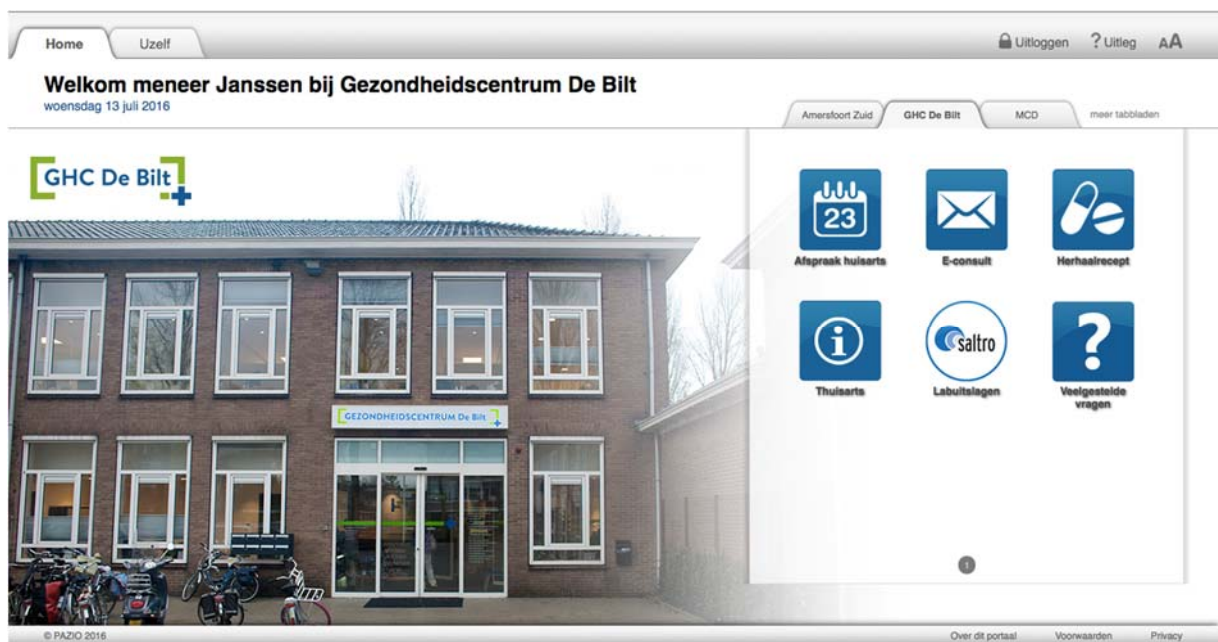 Home
Uzelf
Uitloggen
? Uitleg
AA
Welkom meneer Janssen bij Gezondheidscentrum De Bilt
woensdag 13 juli 2016
Amersfoort Zuid
GHC De Bilt
MCD
meer tabbladen
GHC De Bilt
23
Afspraak huisarts
E-consult
Herhaalrecept
i
saltro
?
Thuisarts
Labuitslagen
Veelgestelde
vragen
GEZONDHEIDSCENTRUM De Bilt
1
© PAZIO 2016
Over dit portaal
Voorwaarden
Privacy